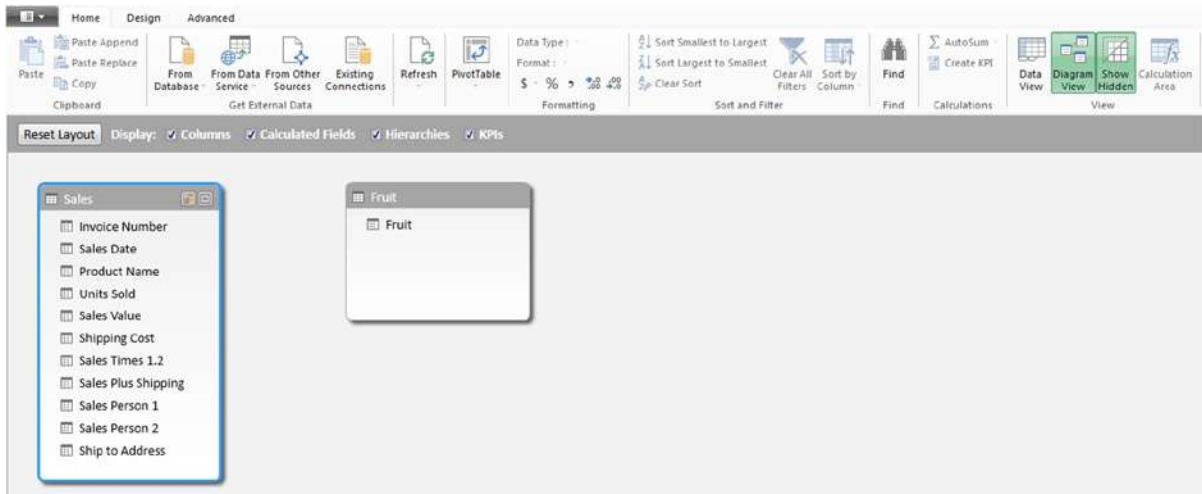 Home Design Advanced
Paste
Paste Append
Paste Replace
Copy
Clipboard
From Database
From Data Service
From Other Sources
Existing Connections
Get External Data
Refresh
PivotTable
Data Type :
Format :
$ % , .00 .00
Formatting
Sort Smallest to Largest
Sort Largest to Smallest
Clear Sort
Clear All Filters
Sort by Column
Sort and Filter
Find
Find
AutoSum
Create KPI
Calculations
Data View
Diagram View
Show Hidden
Calculation Area
View
Reset Layout Display: Columns Calculated Fields Hierarchies KPIs
Sales
Invoice Number
Sales Date
Product Name
Units Sold
Sales Value
Shipping Cost
Sales Times 1.2
Sales Plus Shipping
Sales Person 1
Sales Person 2
Ship to Address
Fruit
Fruit